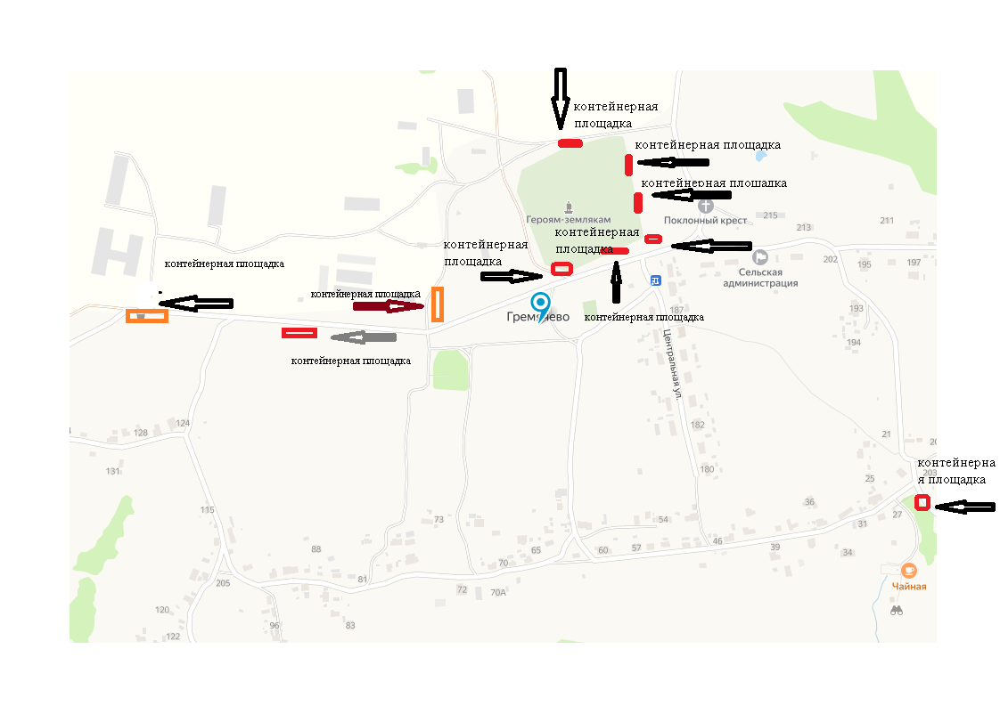 контейнерная
площадка
контейнерная площадка
контейнерная площадка
Героям-землякам
Поклонный крест
215
213
211
контейнерная
площадка
контейнерная
площадка
202
195
197
Сельская
администрация
контейнерная площадка
контейнерная площадка
Гремячево
контейнерная площадка
187
193
194
Центральная ул.
контейнерная площадка
182
124
128
131
21
20
180
контейнерна
я площадка
203
25
36
27
115
73
54
31
46
39
34
57
60
65
88
70
72
70А
81
205
Чайная
120
96
83
122